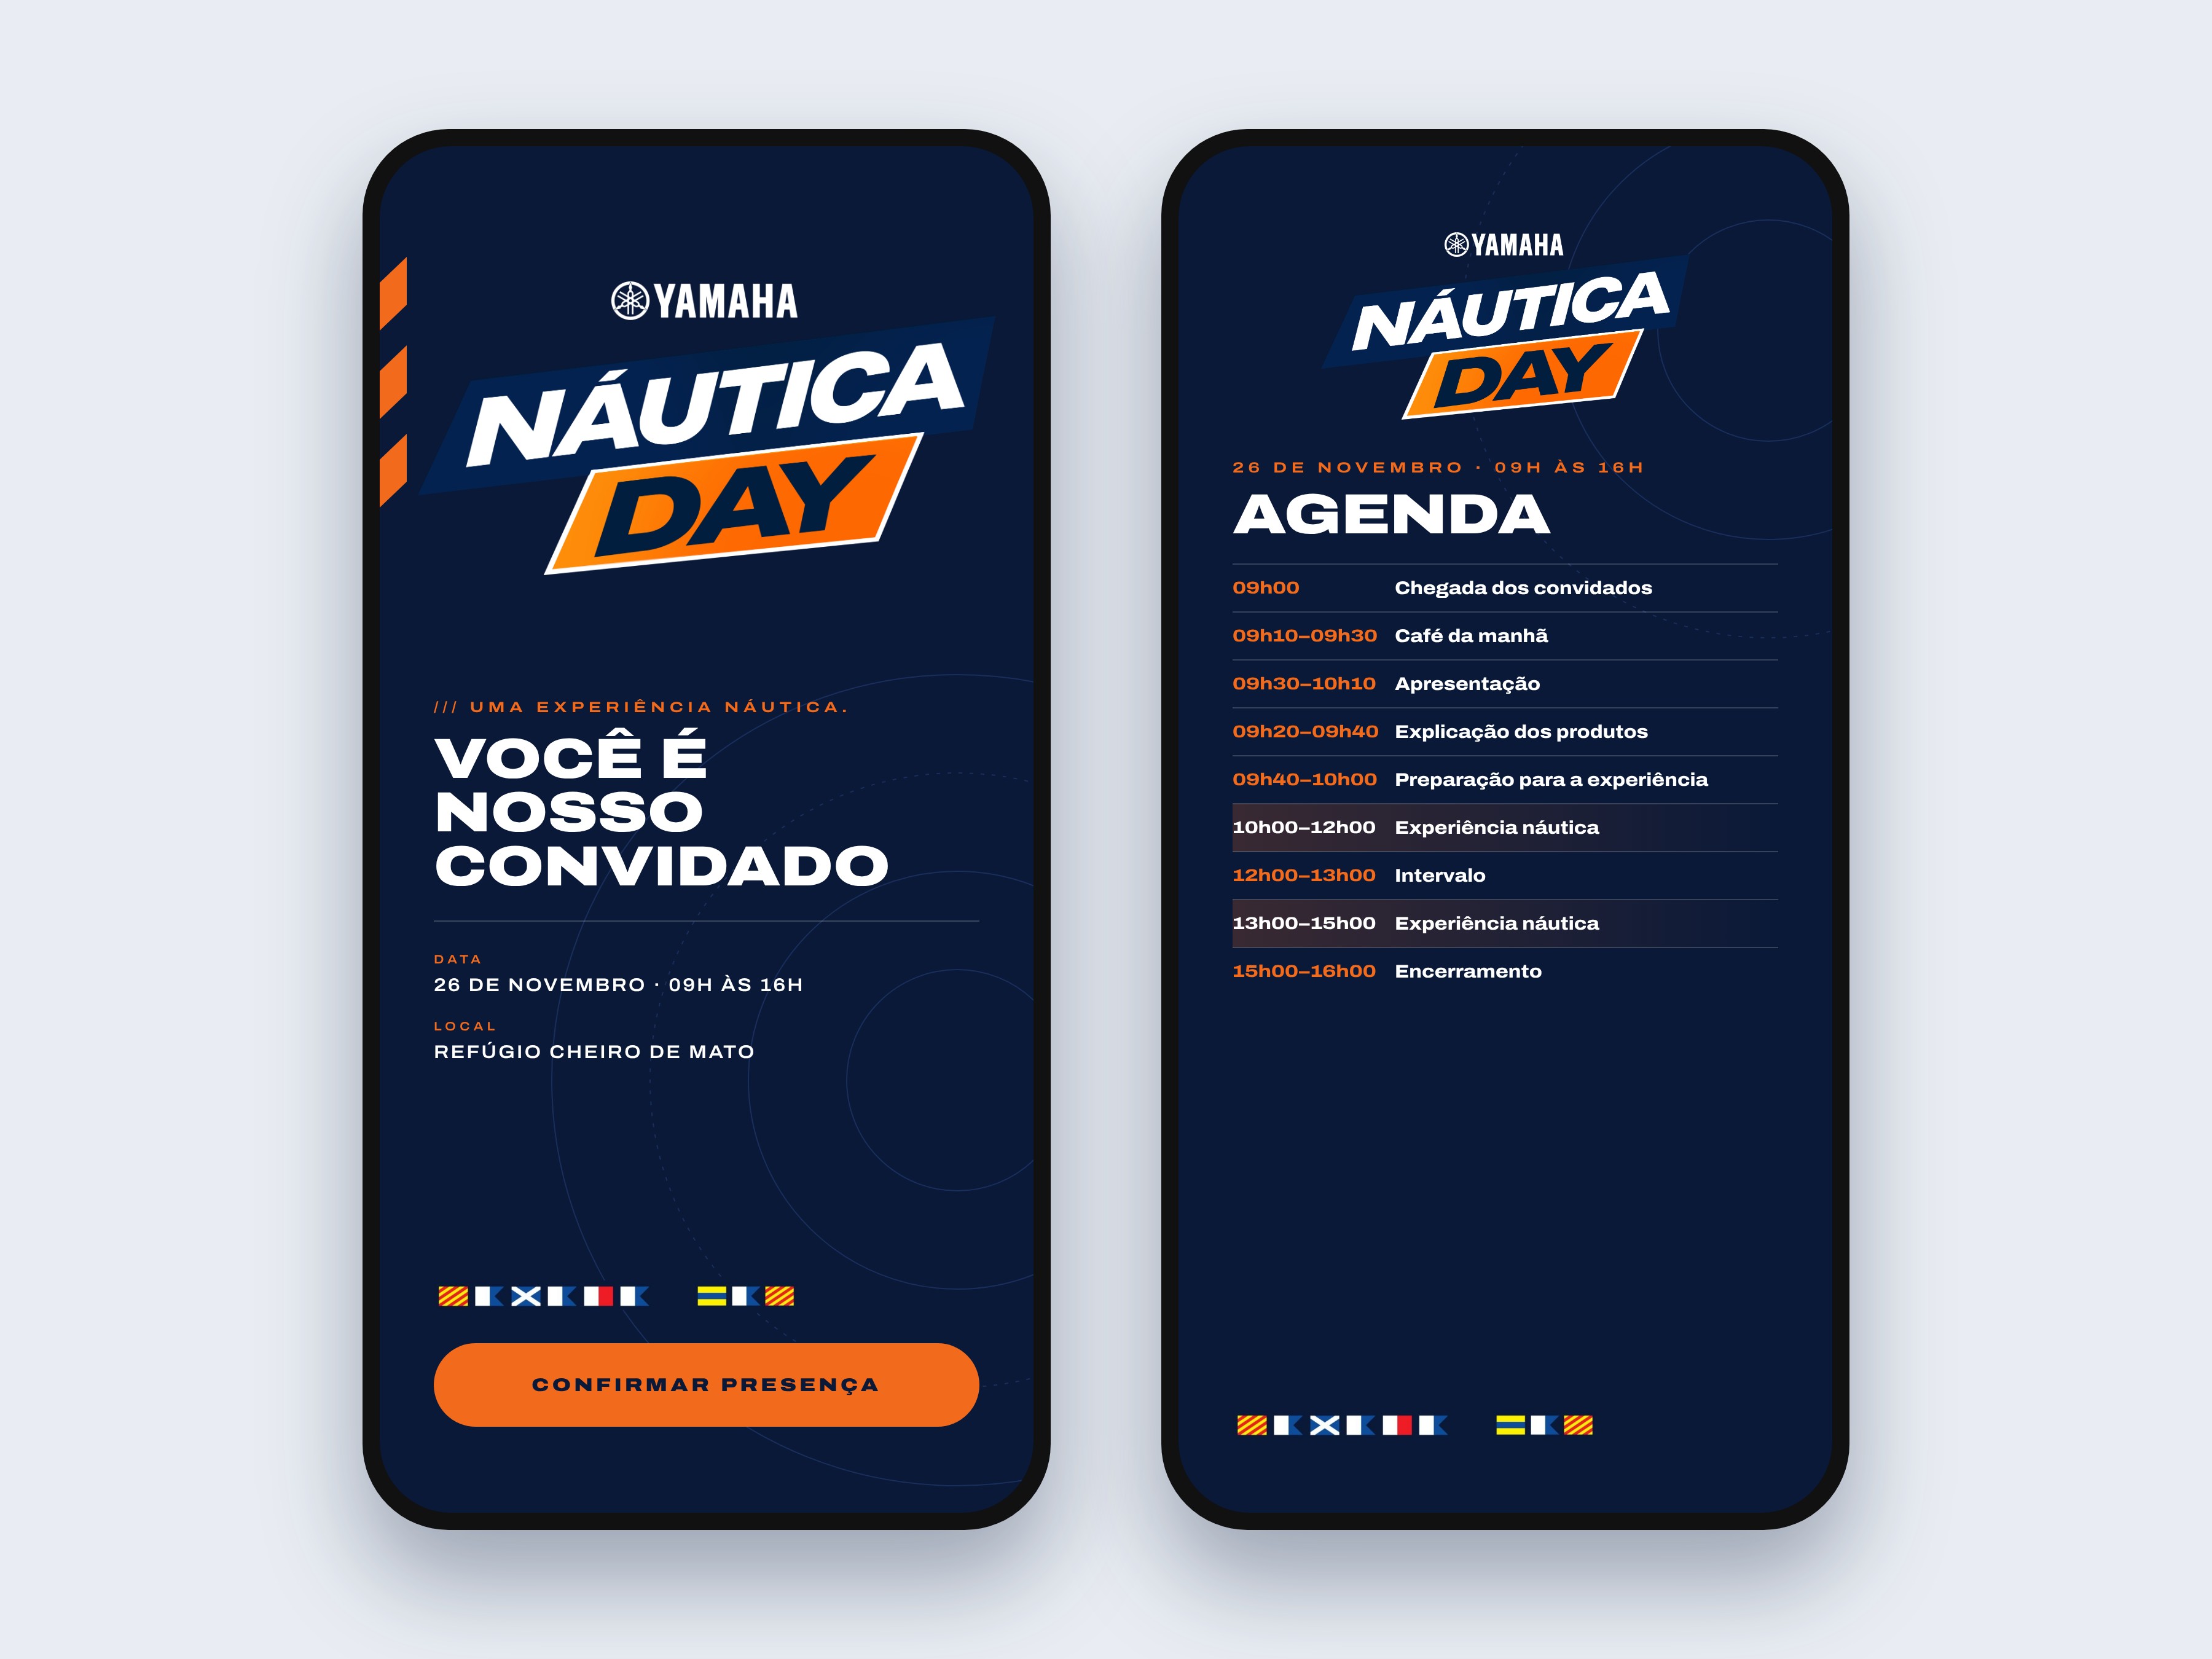 YAMAHA
NÁUTICA
DAY
/// UMA EXPERIÊNCIA NÁUTICA.
VOCÊ É
NOSSO
CONVIDADO
DATA
26 DE NOVEMBRO · 09H ÀS 16H
LOCAL
REFÚGIO CHEIRO DE MATO
CONFIRMAR PRESENÇA
YAMAHA
NÁUTICA
DAY
26 DE NOVEMBRO · 09H ÀS 16H
AGENDA
09h00 Chegada dos convidados
09h10–09h30 Café da manhã
09h30–10h10 Apresentação
09h20–09h40 Explicação dos produtos
09h40–10h00 Preparação para a experiência
10h00–12h00 Experiência náutica
12h00–13h00 Intervalo
13h00–15h00 Experiência náutica
15h00–16h00 Encerramento